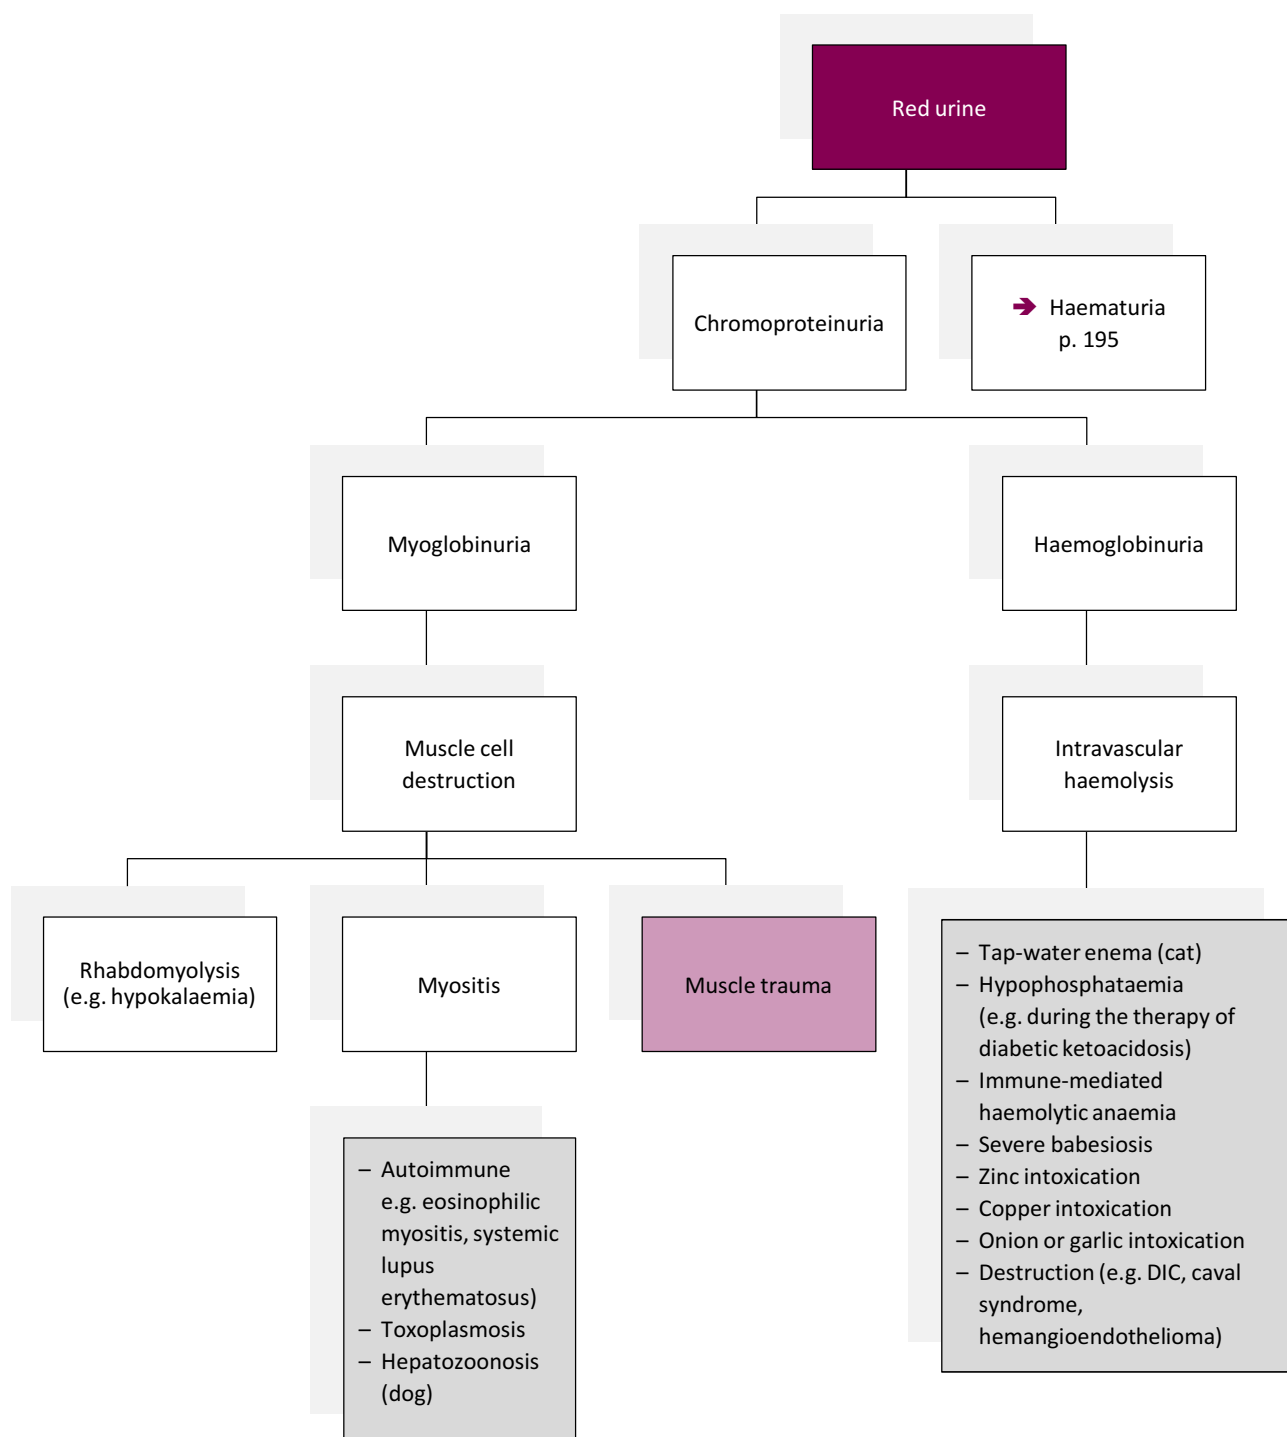 Red urine
Chromoproteinuria
➔ Haematuria
p. 195
Myoglobinuria
Haemoglobinuria
Muscle cell
destruction
Intravascular
haemolysis
Rhabdomyolysis
(e.g. hypokalaemia)
Myositis
Muscle trauma
– Tap-water enema (cat)
– Hypophosphataemia
(e.g. during the therapy of
diabetic ketoacidosis)
– Immune-mediated
haemolytic anaemia
– Severe babesiosis
– Zinc intoxication
– Copper intoxication
– Onion or garlic intoxication
– Destruction (e.g. DIC, caval
syndrome,
hemangioendothelioma)
– Autoimmune
e.g. eosinophilic
myositis, systemic
lupus
erythematosus)
– Toxoplasmosis
– Hepatozoonosis
(dog)